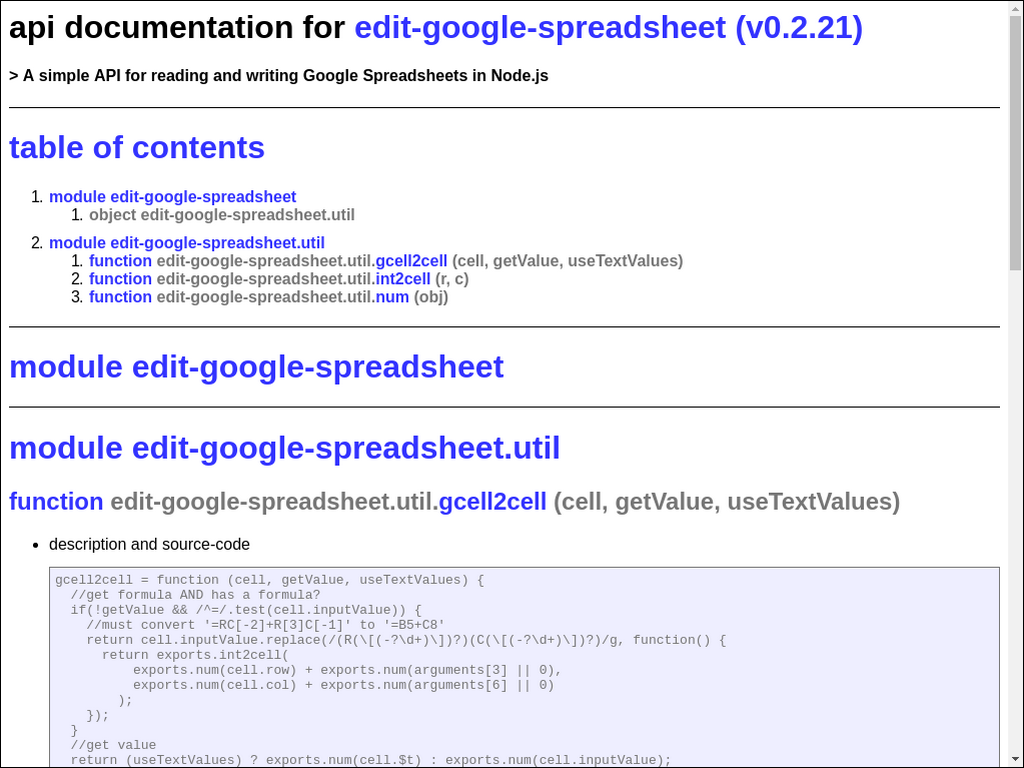 api documentation for edit-google-spreadsheet (v0.2.21)
> A simple API for reading and writing Google Spreadsheets in Node.js
table of contents
1. module edit-google-spreadsheet
1. object edit-google-spreadsheet.util
2. module edit-google-spreadsheet.util
1. function edit-google-spreadsheet.util.gcell2cell (cell, getValue, useTextValues)
2. function edit-google-spreadsheet.util.int2cell (r, c)
3. function edit-google-spreadsheet.util.num (obj)
module edit-google-spreadsheet
module edit-google-spreadsheet.util
function edit-google-spreadsheet.util.gcell2cell (cell, getValue, useTextValues)
• description and source-code
gcell2cell = function (cell, getValue, useTextValues) {
  //get formula AND has a formula?
  if(!getValue && /^=/.test(cell.inputValue)) {
    //must convert '=RC[-2]+R[3]C[-1]' to '=B5+C8'
    return cell.inputValue.replace(/(R(\[(-?\d+)\])?)(C(\[(-?\d+)\])?)/g, function() {
      return exports.int2cell(
          exports.num(cell.row) + exports.num(arguments[3] || 0),
          exports.num(cell.col) + exports.num(arguments[6] || 0)
        );
    });
  }
  //get value
  return (useTextValues) ? exports.num(cell.$t) : exports.num(cell.inputValue);